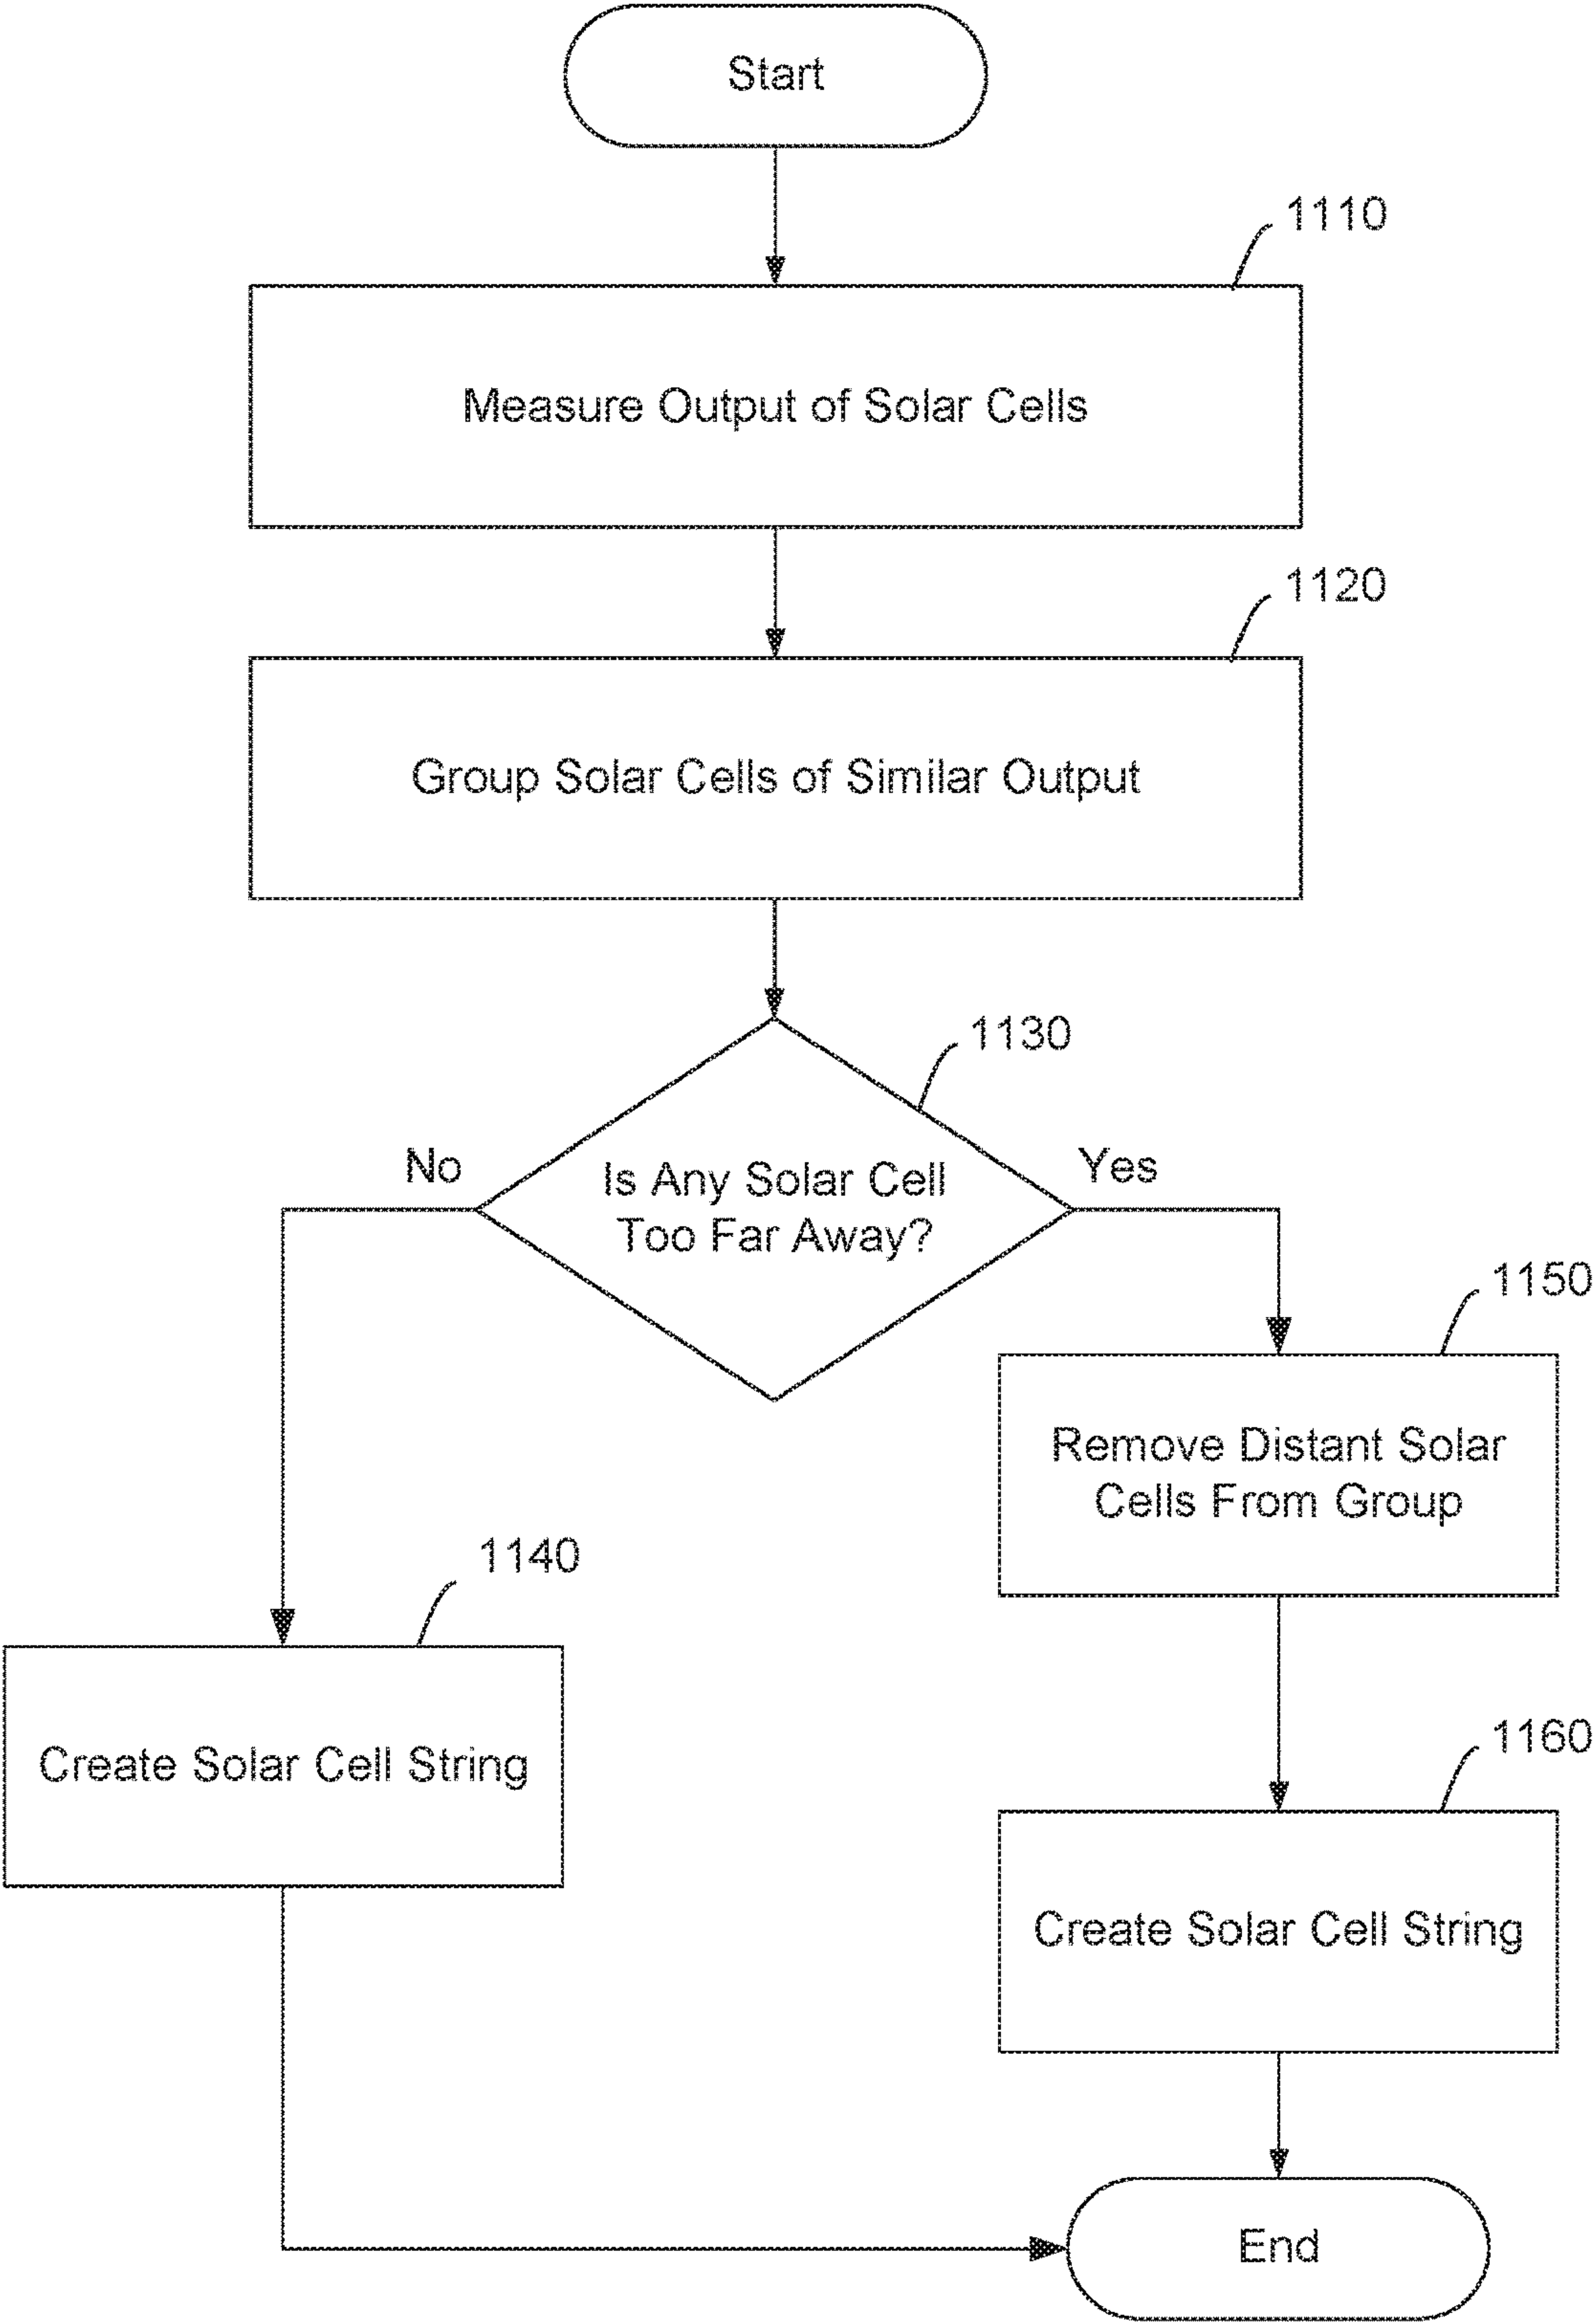 Start
1110
Measure Output of Solar Cells
1120
Group Solar Cells of Similar Output
1130
No
Is Any Solar Cell
Too Far Away?
Yes
1150
Remove Distant Solar
Cells From Group
1140
Create Solar Cell String
1160
Create Solar Cell String
End